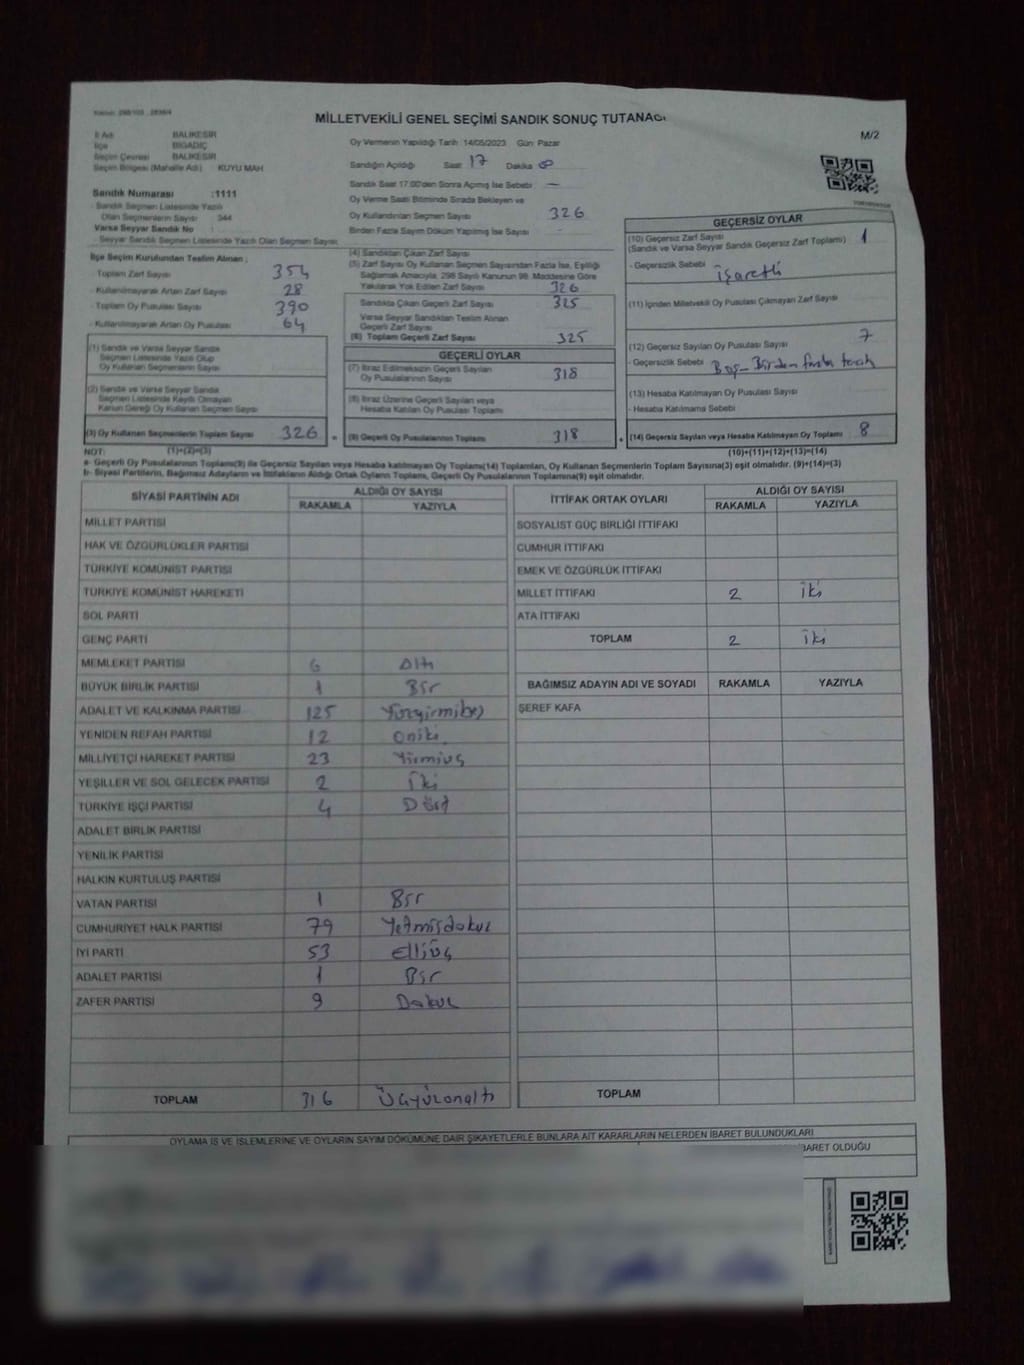 MİLLETVEKİLİ GENEL SEÇİMİ SANDIK SONUÇ TUTANAĞI
M/2
İl Adı BALIKESİR
İlçe BİGADİÇ
Seçim Çevresi BALIKESİR
Seçim Bölgesi (Mahalle Adı) KUYU MAH
Sandık Numarası :1111
- Sandık Seçmen Listesinde Yazılı
Olan Seçmenlerin Sayısı 344
Varsa Seyyar Sandık No
- Seyyar Sandık Seçmen Listesinde Yazılı Olan Seçmen Sayısı
İlçe Seçim Kurulundan Teslim Alınan ;
- Toplam Zarf Sayısı 354
- Kullanılmayarak Artan Zarf Sayısı 28
- Toplam Oy Pusulası Sayısı 390
- Kullanılmayarak Artan Oy Pusulası 64
(1) Sandık ve Varsa Seyyar Sandık
Seçmen Listesinde Yazılı Olup
Oy Kullanan Seçmenlerin Sayısı
(2) Sandık ve Varsa Seyyar Sandık
Seçmen Listesinde Kayıtlı Olmayan
Kanun Gereği Oy Kullanan Seçmen Sayısı
(3) Oy Kullanan Seçmenlerin Toplam Sayısı 326 =
Oy Vermenin Yapıldığı Tarih 14/05/2023 Gün Pazar
Sandığın Açıldığı Saat 17 Dakika
Sandık Saat 17:00'den Sonra Açılmış İse Sebebi —
Oy Verme Saati Bitiminde Sırada Bekleyen ve
Oy Kullandırılan Seçmen Sayısı 326
Birden Fazla Sayım Döküm Yapılmış İse Sayısı
(4) Sandıktan Çıkan Zarf Sayısı
(5) Zarf Sayısı Oy Kullanan Seçmen Sayısından Fazla İse, Eşitliği
Sağlamak Amacıyla, 298 Sayılı Kanunun 98. Maddesine Göre
Yakılarak Yok Edilen Zarf Sayısı 326
Sandıkta Çıkan Geçerli Zarf Sayısı 325
Varsa Seyyar Sandıktan Teslim Alınan
Geçerli Zarf Sayısı
(6) Toplam Geçerli Zarf Sayısı 325
GEÇERLİ OYLAR
(7) İtiraz Edilmeksizin Geçerli Sayılan
Oy Pusulalarının Sayısı 318
(8) İtiraz Üzerine Geçerli Sayılan veya
Hesaba Katılan Oy Pusulası Toplamı
(9) Geçerli Oy Pusulalarının Toplamı 318 +
GEÇERSİZ OYLAR
(10) Geçersiz Zarf Sayısı
(Sandık ve Varsa Seyyar Sandık Geçersiz Zarf Toplamı) 1
- Geçersizlik Sebebi işaretli
(11) İçinden Milletvekili Oy Pusulası Çıkmayan Zarf Sayısı
(12) Geçersiz Sayılan Oy Pusulası Sayısı 7
- Geçersizlik Sebebi Boş - Birden fazla tercih
(13) Hesaba Katılmayan Oy Pusulası Sayısı
- Hesaba Katılmama Sebebi
(14) Geçersiz Sayılan veya Hesaba Katılmayan Oy Toplamı 8
NOT: (1)+(2)=(3) (10)+(11)+(12)+(13)=(14)
a- Geçerli Oy Pusulalarının Toplamı(9) ile Geçersiz Sayılan veya Hesaba katılmayan Oy Toplamı(14) Toplamları, Oy Kullanan Seçmenlerin Toplam Sayısına(3) eşit olmalıdır. (9)+(14)=(3)
b- Siyasi Partilerin, Bağımsız Adayların ve İttifakların Aldığı Ortak Oyların Toplamı, Geçerli Oy Pusulalarının Toplamına(9) eşit olmalıdır.
SİYASİ PARTİNİN ADI ALDIĞI OY SAYISI
RAKAMLA YAZIYLA
MİLLET PARTİSİ
HAK VE ÖZGÜRLÜKLER PARTİSİ
TÜRKİYE KOMÜNİST PARTİSİ
TÜRKİYE KOMÜNİST HAREKETİ
SOL PARTİ
GENÇ PARTİ
MEMLEKET PARTİSİ 6 Altı
BÜYÜK BİRLİK PARTİSİ 1 Bir
ADALET VE KALKINMA PARTİSİ 125 Yüzyirmibeş
YENİDEN REFAH PARTİSİ 12 Oniki
MİLLİYETÇİ HAREKET PARTİSİ 23 Yirmiüç
YEŞİLLER VE SOL GELECEK PARTİSİ 2 İki
TÜRKİYE İŞÇİ PARTİSİ 4 Dört
ADALET BİRLİK PARTİSİ
YENİLİK PARTİSİ
HALKIN KURTULUŞ PARTİSİ
VATAN PARTİSİ 1 Bir
CUMHURİYET HALK PARTİSİ 79 Yetmişdokuz
İYİ PARTİ 53 Elliüç
ADALET PARTİSİ 1 Bir
ZAFER PARTİSİ 9 Dokuz
TOPLAM 316 Üçyüzonaltı
İTTİFAK ORTAK OYLARI ALDIĞI OY SAYISI
RAKAMLA YAZIYLA
SOSYALİST GÜÇ BİRLİĞİ İTTİFAKI
CUMHUR İTTİFAKI
EMEK VE ÖZGÜRLÜK İTTİFAKI
MİLLET İTTİFAKI 2 İki
ATA İTTİFAKI
TOPLAM 2 İki
BAĞIMSIZ ADAYIN ADI VE SOYADI RAKAMLA YAZIYLA
ŞEREF KAFA
TOPLAM
OYLAMA İŞ VE İŞLEMLERİNE VE OYLARIN SAYIM DÖKÜMÜNE DAİR ŞİKAYETLERLE BUNLARA AİT KARARLARIN NELERDEN İBARET BULUNDUKLARI
İBARET OLDUĞU